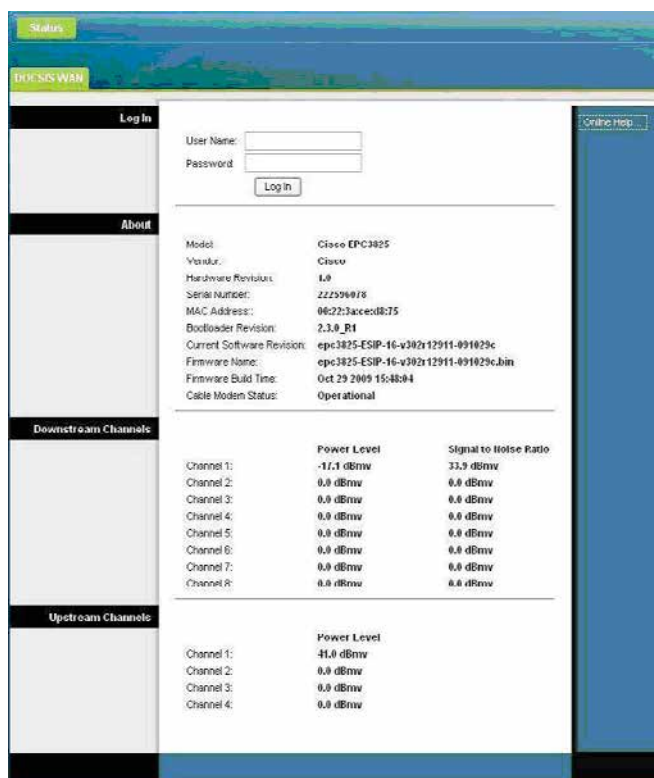 Status
DOCSIS WAN
Log In
Online Help ...
User Name:
Password:
Log In
About
Model: Cisco EPC3825
Vendor: Cisco
Hardware Revision: 1.0
Serial Number: 222596078
MAC Address: 00:22:3a:ce:d8:75
Bootloader Revision: 2.3.0_R1
Current Software Revision: epc3825-ESIP-16-v302r12911-091029c
Firmware Name: epc3825-ESIP-16-v302r12911-091029c.bin
Firmware Build Time: Oct 29 2009 15:48:04
Cable Modem Status: Operational
Downstream Channels
Power Level Signal to Noise Ratio
Channel 1: -17.1 dBmv 33.9 dBmv
Channel 2: 0.0 dBmv 0.0 dBmv
Channel 3: 0.0 dBmv 0.0 dBmv
Channel 4: 0.0 dBmv 0.0 dBmv
Channel 5: 0.0 dBmv 0.0 dBmv
Channel 6: 0.0 dBmv 0.0 dBmv
Channel 7: 0.0 dBmv 0.0 dBmv
Channel 8: 0.0 dBmv 0.0 dBmv
Upstream Channels
Power Level
Channel 1: 41.0 dBmv
Channel 2: 0.0 dBmv
Channel 3: 0.0 dBmv
Channel 4: 0.0 dBmv